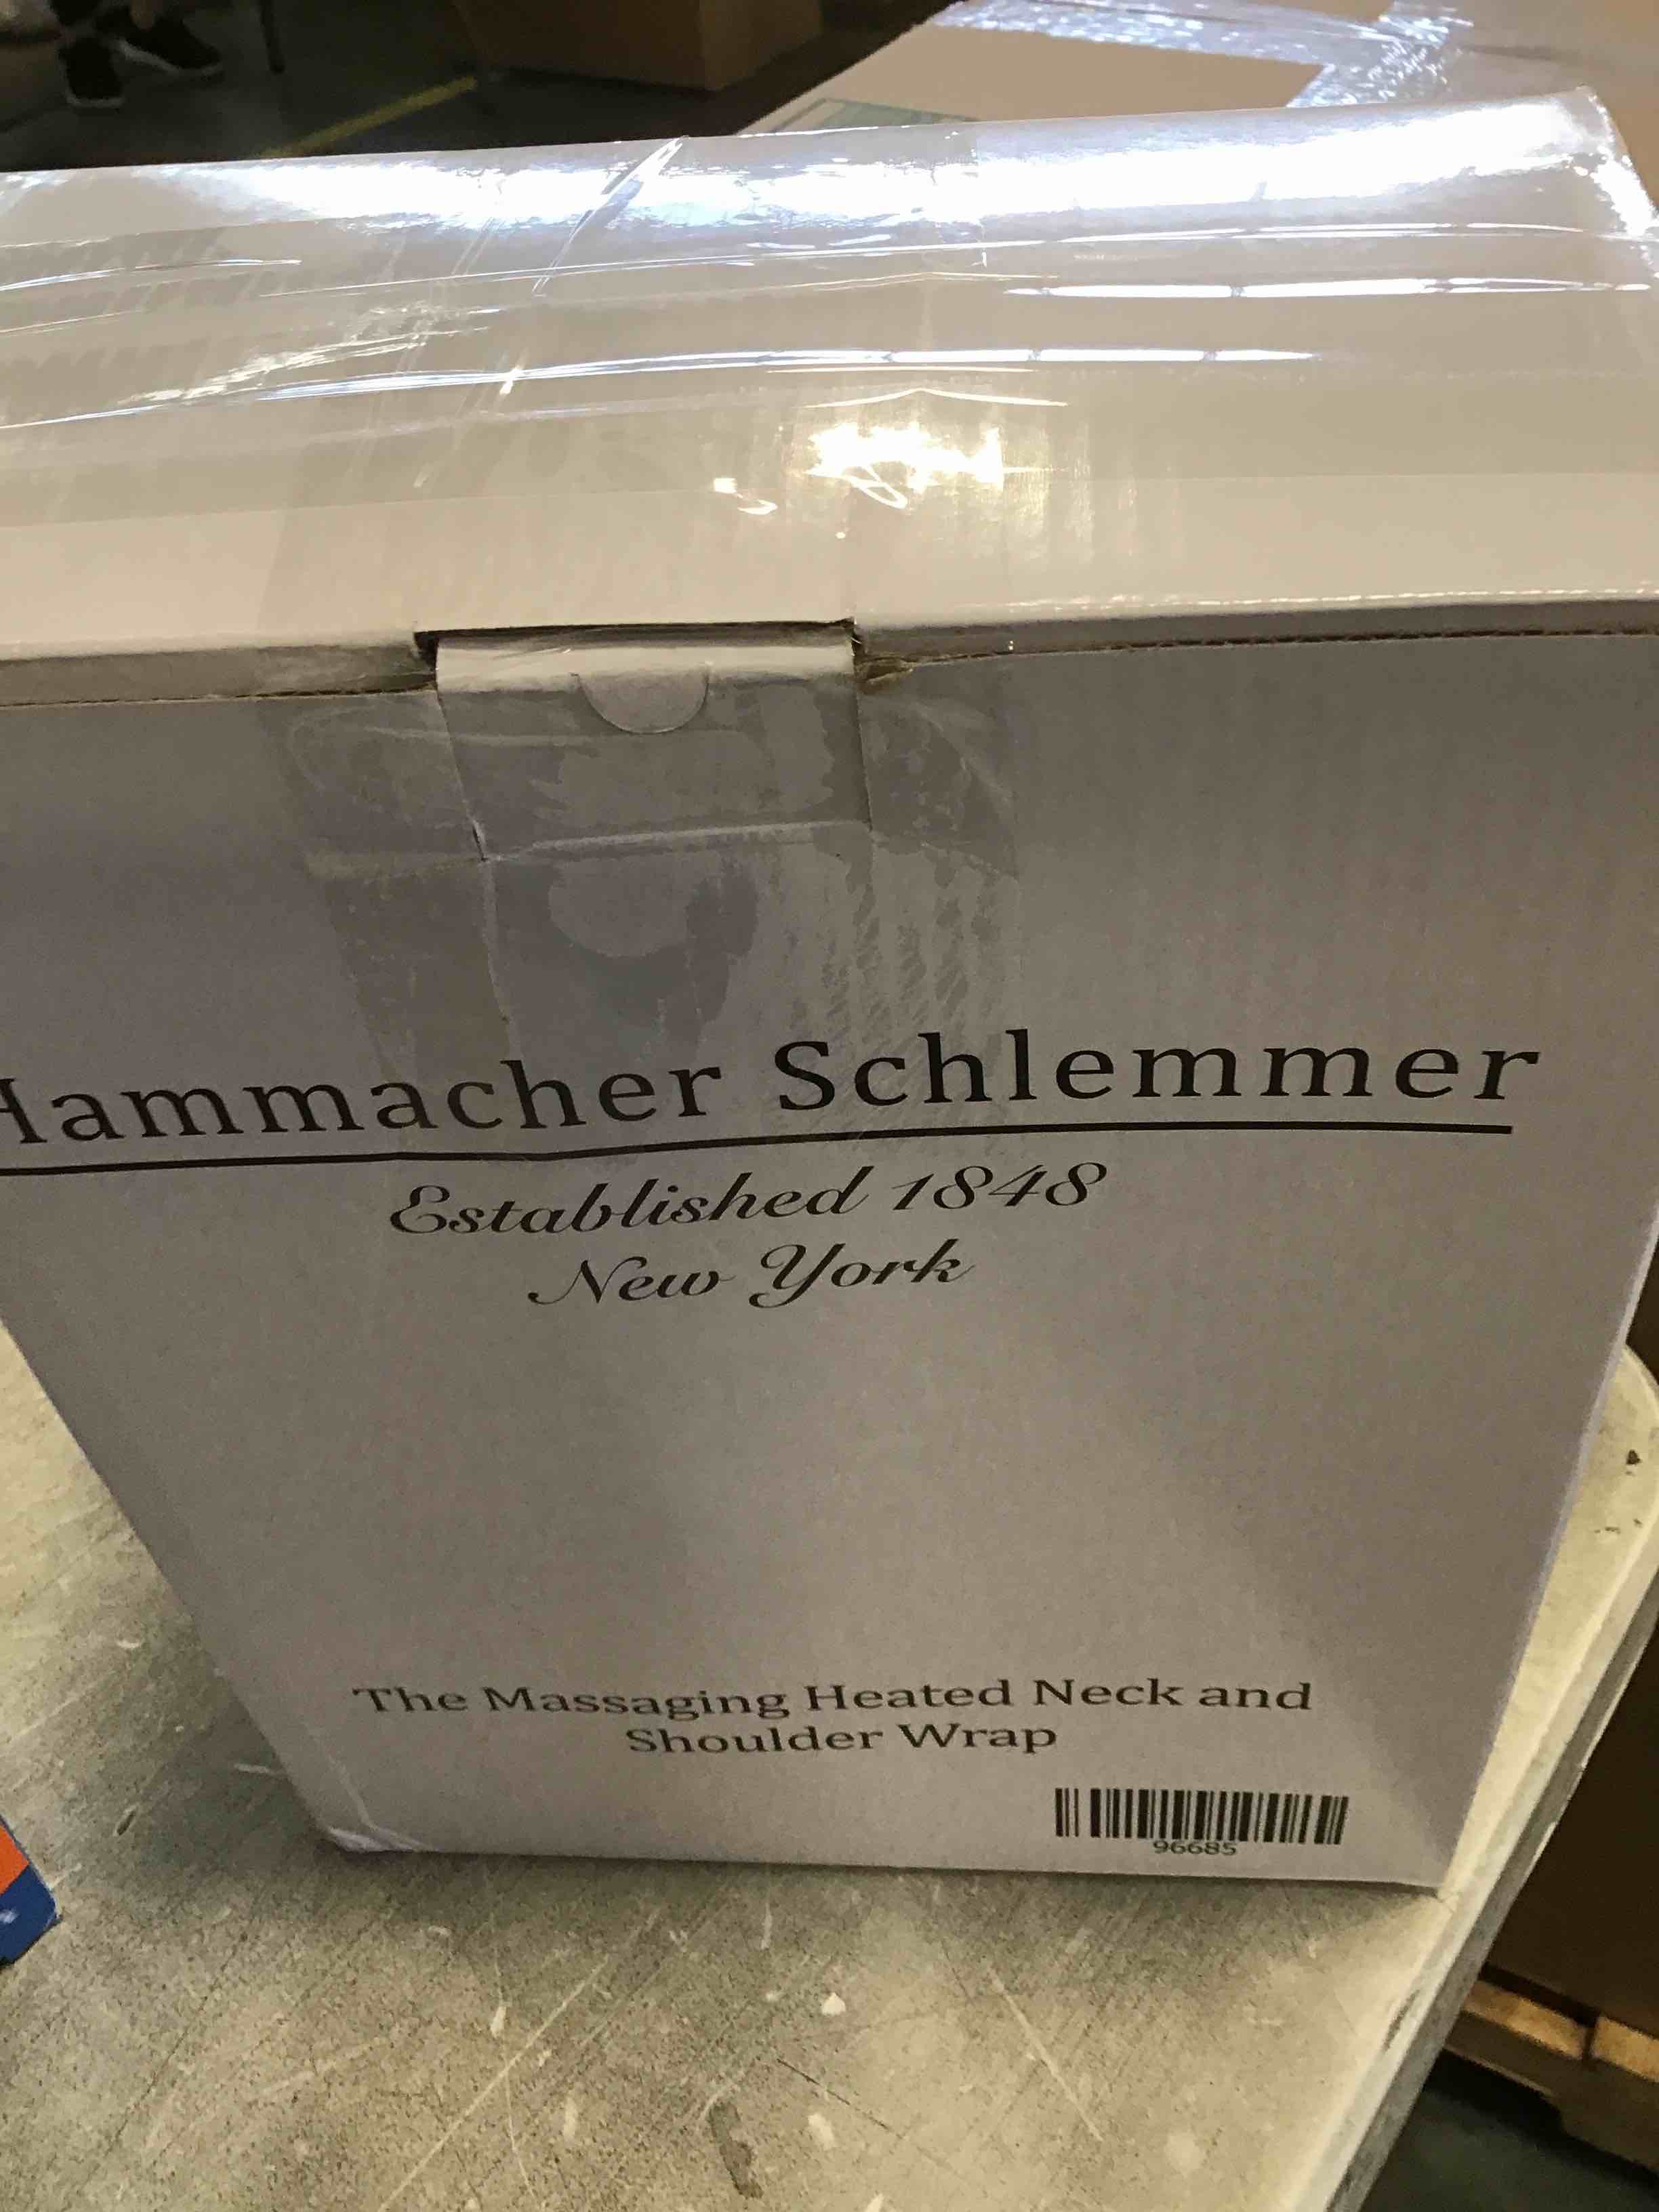 Hammacher Schlemmer
Established 1848
New York
The Massaging Heated Neck and
Shoulder Wrap
96685